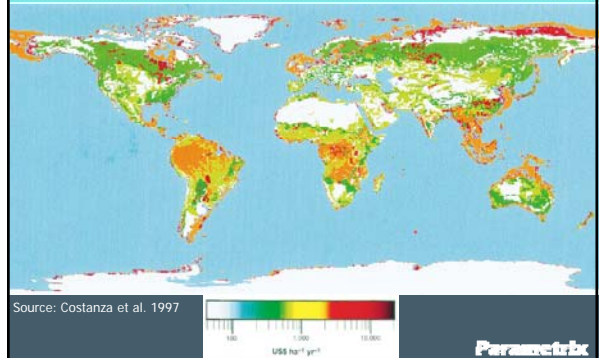 Source: Costanza et al. 1997
100 1,000 10,000
US$ ha⁻¹ yr⁻¹
Parametrix